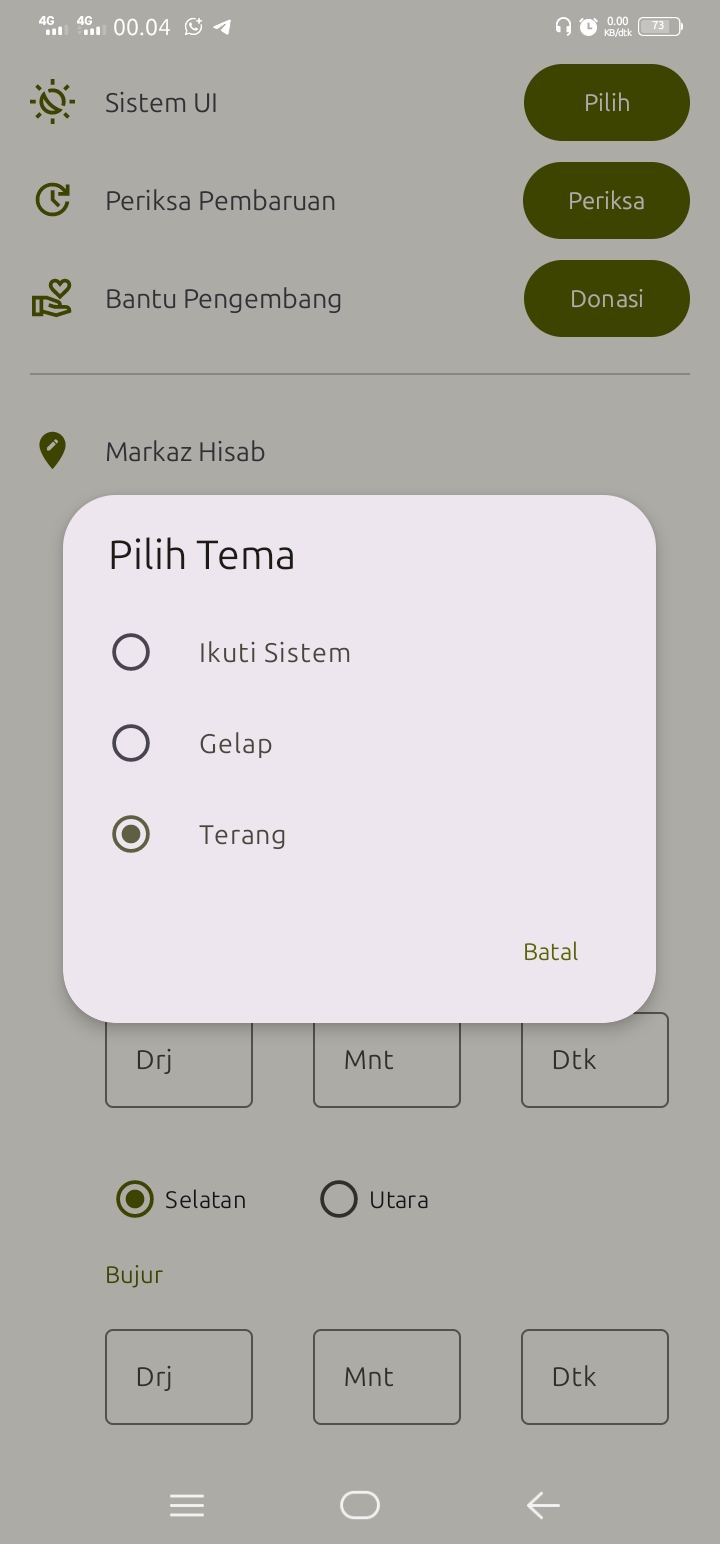 4G 4G 00.04 0.00 KB/dtk 73
Sistem UI Pilih
Periksa Pembaruan Periksa
Bantu Pengembang Donasi
Markaz Hisab
Pilih Tema
Ikuti Sistem
Gelap
Terang
Batal
Drj Mnt Dtk
Selatan Utara
Bujur
Drj Mnt Dtk